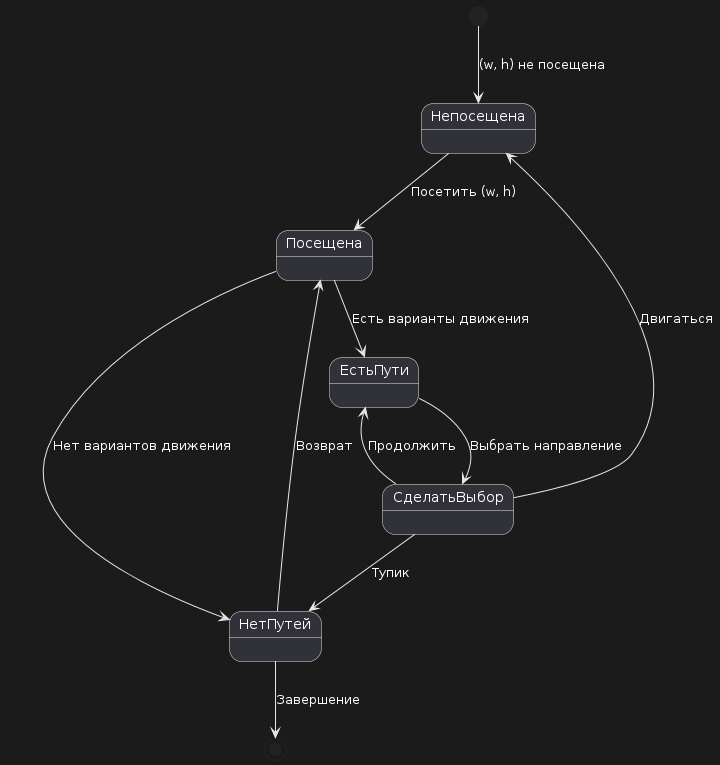 (w, h) не посещена
Непосещена
Посетить (w, h)
Посещена
Есть варианты движения
Двигаться
ЕстьПути
Нет вариантов движения
Возврат
Продолжить
Выбрать направление
СделатьВыбор
Тупик
НетПутей
Завершение